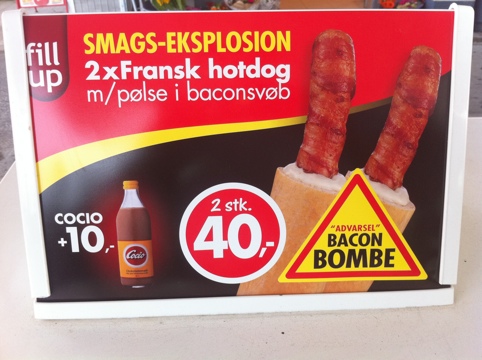 fill
up
SMAGS-EKSPLOSION
2xFransk hotdog
m/pølse i baconsvøb
COCIO
+10,-
Cocio
2 stk.
40,-
"ADVARSEL"
BACON
BOMBE